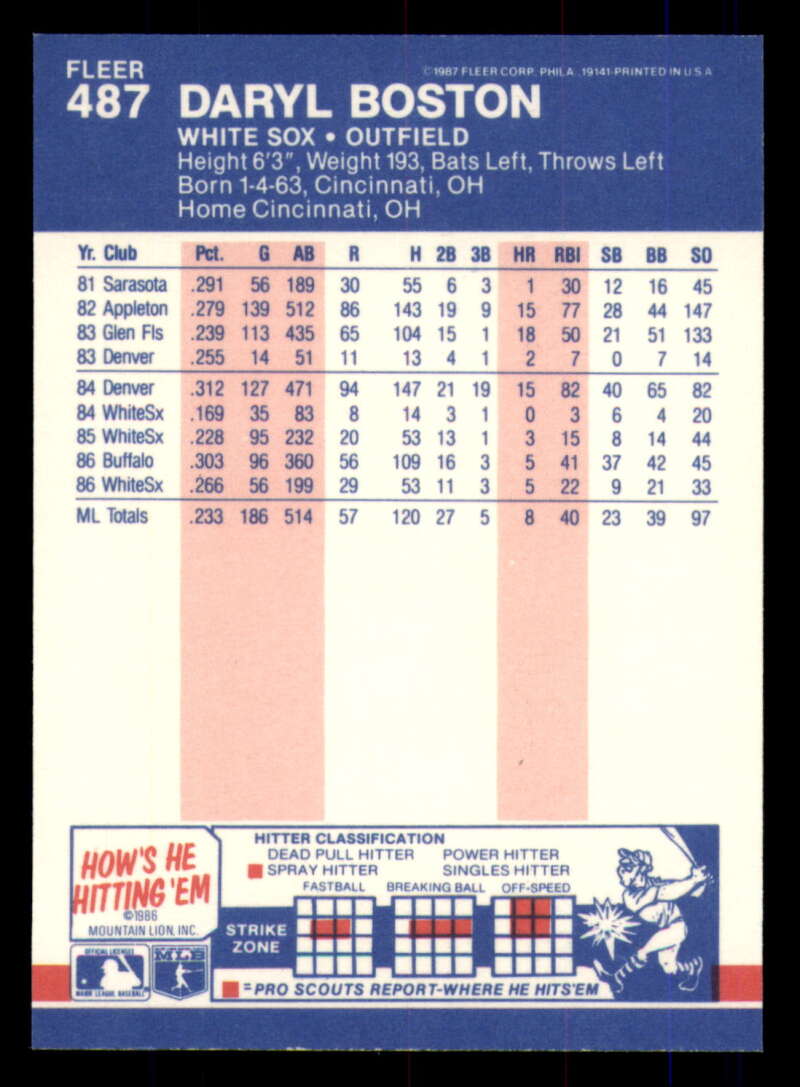 FLEER
©1987 FLEER CORP. PHILA. 19141-PRINTED IN U.S.A
487 DARYL BOSTON
WHITE SOX • OUTFIELD
Height 6'3", Weight 193, Bats Left, Throws Left
Born 1-4-63, Cincinnati, OH
Home Cincinnati, OH
Yr. Club Pct. G AB R H 2B 3B HR RBI SB BB SO
81 Sarasota .291 56 189 30 55 6 3 1 30 12 16 45
82 Appleton .279 139 512 86 143 19 9 15 77 28 44 147
83 Glen Fls .239 113 435 65 104 15 1 18 50 21 51 133
83 Denver .255 14 51 11 13 4 1 2 7 0 7 14
84 Denver .312 127 471 94 147 21 19 15 82 40 65 82
84 WhiteSx .169 35 83 8 14 3 1 0 3 6 4 20
85 WhiteSx .228 95 232 20 53 13 1 3 15 8 14 44
86 Buffalo .303 96 360 56 109 16 3 5 41 37 42 45
86 WhiteSx .266 56 199 29 53 11 3 5 22 9 21 33
ML Totals .233 186 514 57 120 27 5 8 40 23 39 97
HOW'S HE
HITTING 'EM
©1986
MOUNTAIN LION, INC.
OFFICIAL LICENSEE
MAJOR LEAGUE BASEBALL
MLB
HITTER CLASSIFICATION
DEAD PULL HITTER POWER HITTER
SPRAY HITTER SINGLES HITTER
FASTBALL BREAKING BALL OFF-SPEED
STRIKE
ZONE
=PRO SCOUTS REPORT-WHERE HE HITS'EM